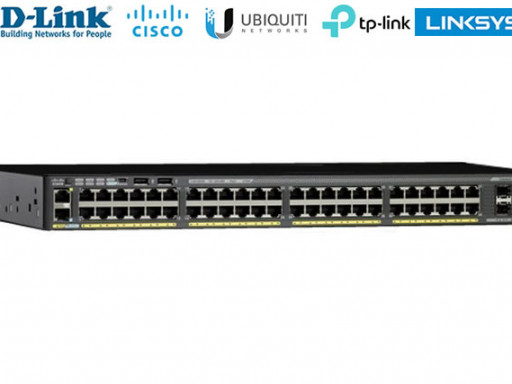 D-Link
Building Networks for People
CISCO
UBIQUITI
NETWORKS
tp-link
LINKSYS